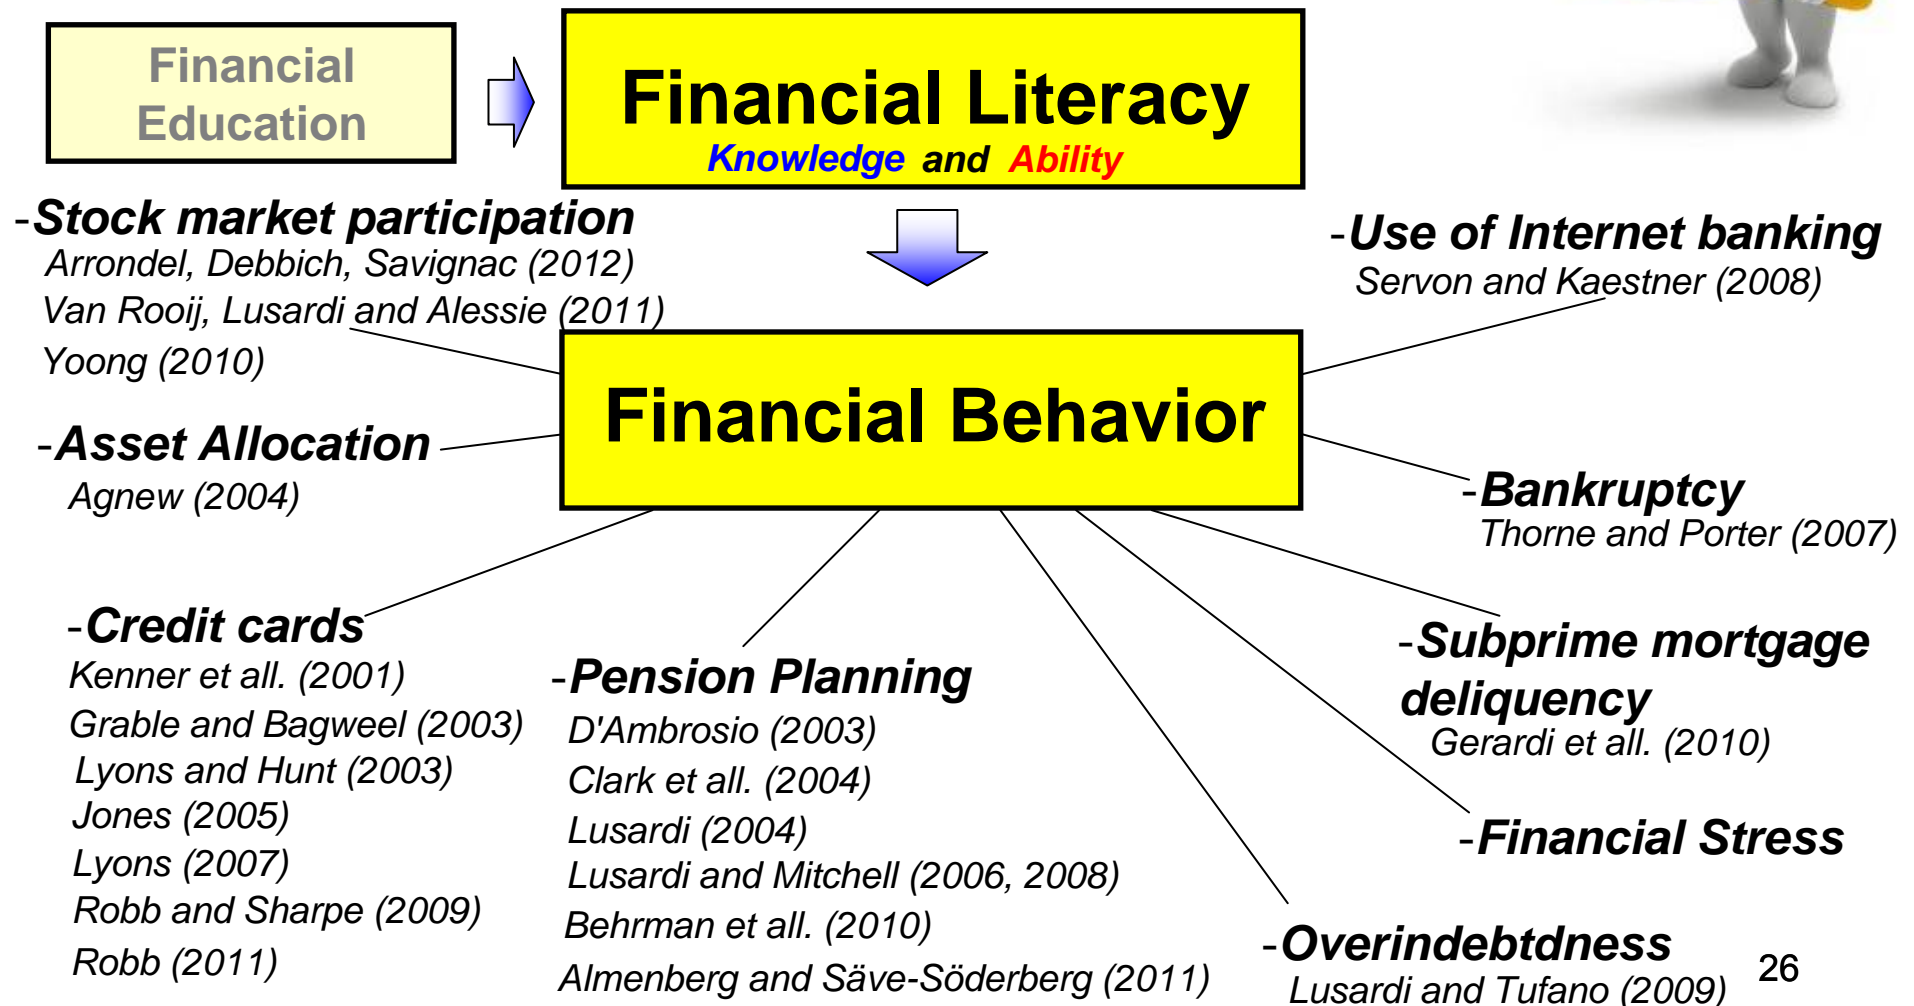 Financial
Education
Financial Literacy
Knowledge and Ability
-Stock market participation
Arrondel, Debbich, Savignac (2012)
Van Rooij, Lusardi and Alessie (2011)
Yoong (2010)
-Use of Internet banking
Servon and Kaestner (2008)
Financial Behavior
-Asset Allocation
Agnew (2004)
-Bankruptcy
Thorne and Porter (2007)
-Credit cards
Kenner et all. (2001)
Grable and Bagweel (2003)
Lyons and Hunt (2003)
Jones (2005)
Lyons (2007)
Robb and Sharpe (2009)
Robb (2011)
-Pension Planning
D'Ambrosio (2003)
Clark et all. (2004)
Lusardi (2004)
Lusardi and Mitchell (2006, 2008)
Behrman et all. (2010)
Almenberg and Säve-Söderberg (2011)
-Subprime mortgage
deliquency
Gerardi et all. (2010)
-Financial Stress
-Overindebtdness
Lusardi and Tufano (2009)
26